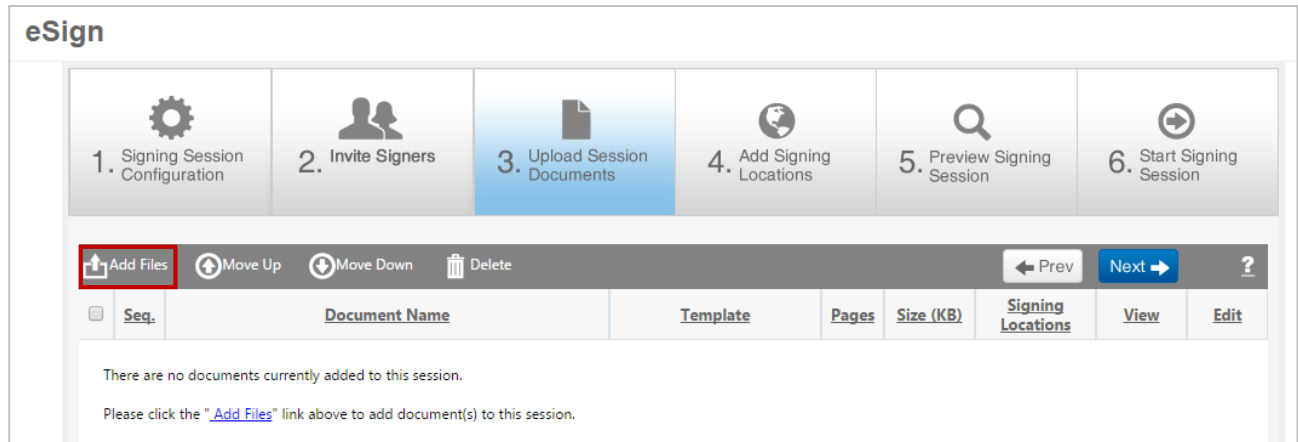 eSign
1. Signing Session Configuration
2. Invite Signers
3. Upload Session Documents
4. Add Signing Locations
5. Preview Signing Session
6. Start Signing Session
Add Files Move Up Move Down Delete Prev Next ?
Seq. Document Name Template Pages Size (KB) Signing Locations View Edit
There are no documents currently added to this session.
Please click the " Add Files" link above to add document(s) to this session.